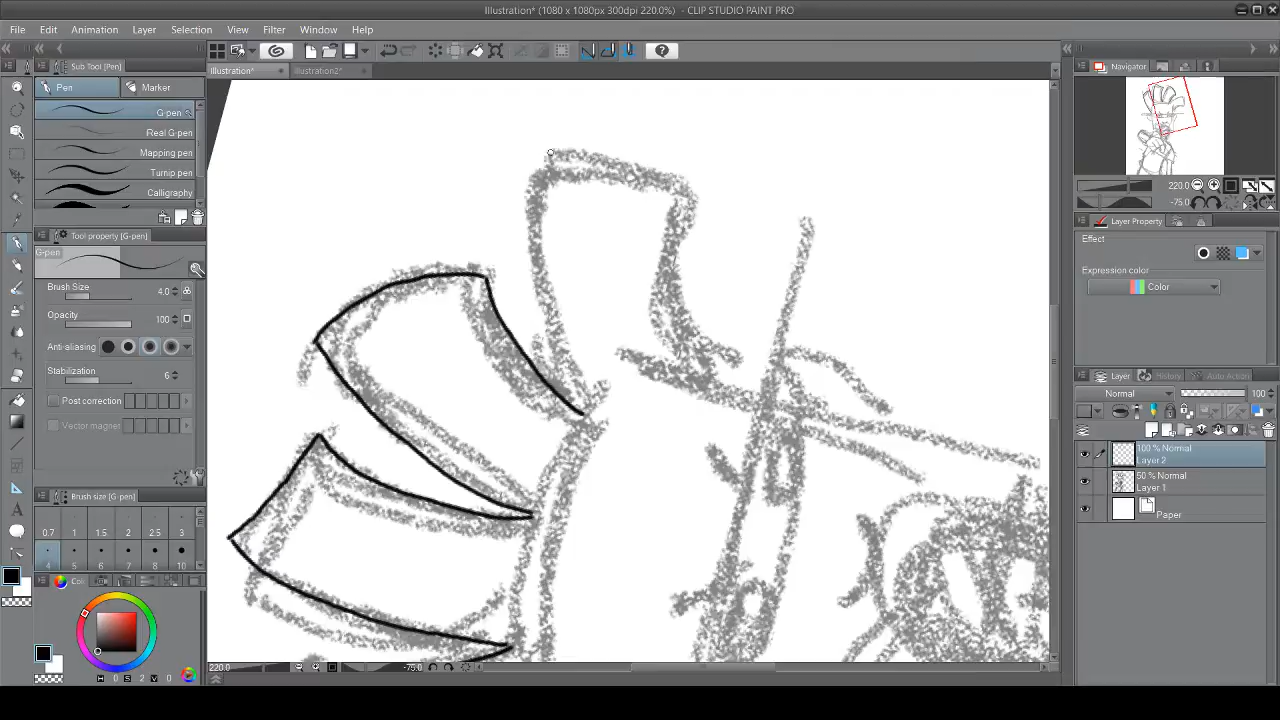 Illustration* (1080 x 1080px 300dpi 220.0%) - CLIP STUDIO PAINT PRO
File Edit Animation Layer Selection View Filter Window Help
Sub Tool [Pen]
Illustration*
Illustration2*
Navigator
Pen
Marker
G-pen
Real G-pen
Mapping pen
Turnip pen
Calligraphy
220.0
-75.0
Tool property [G-pen]
G-pen
Brush Size 4.0
Opacity 100
Anti-aliasing
Stabilization 6
Post correction
Vector magnet
Layer Property
Effect
Expression color
Color
Layer
History
Auto Action
Normal 100
100 % Normal
Layer 2
50 % Normal
Layer 1
Paper
Brush size [G-pen]
0.7 1 1.5 2 2.5 3
4 5 6 7 8 10
Col
H 0 S 2 V 0
220.0
-75.0